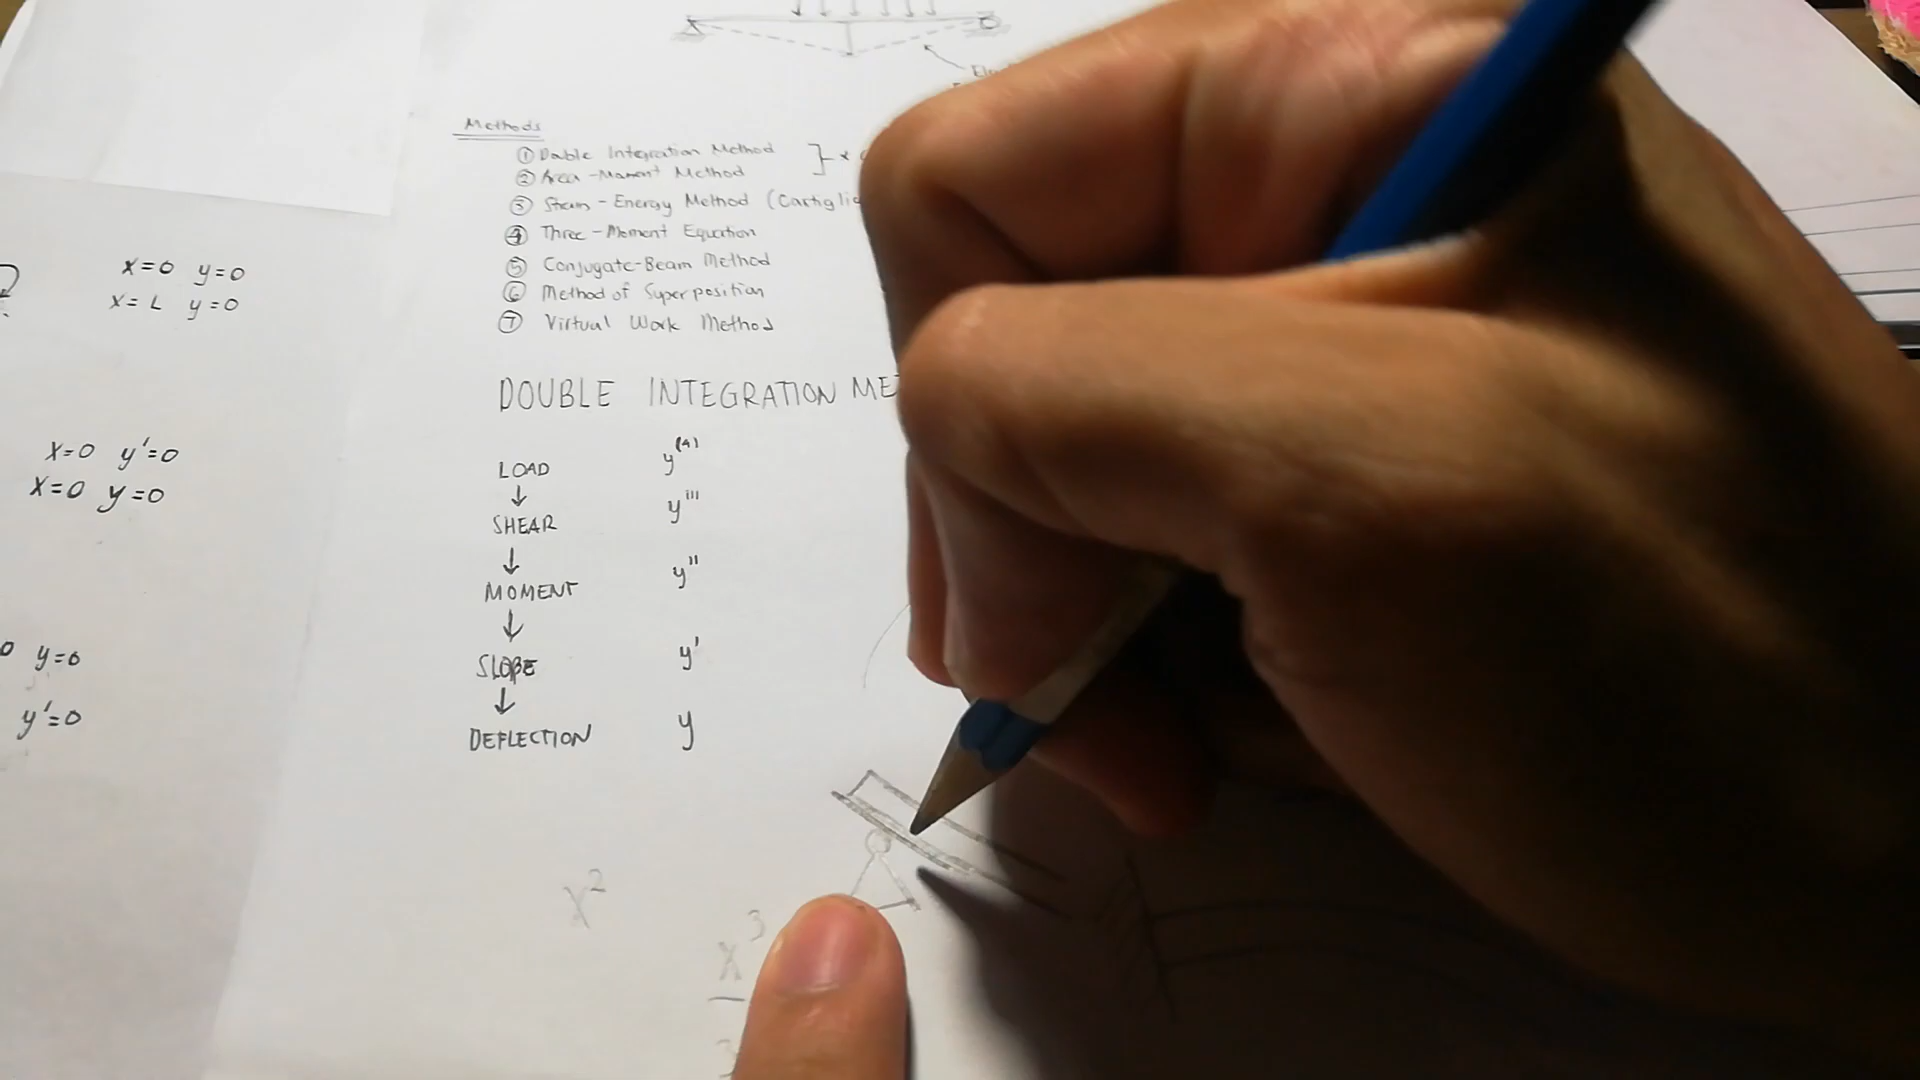 Methods
① Double Integration Method
② Area-Moment Method
③ Strain-Energy Method
④ Three-Moment Equation
⑤ Conjugate-Beam Method
⑥ Method of Superposition
⑦ Virtual Work Method
x=0 y=0
x=L y=0
DOUBLE INTEGRATION
x=0 y'=0
x=0 y=0
LOAD y⁽⁴⁾
SHEAR y'''
MOMENT y''
SLOPE y'
DEFLECTION y
y=0
y'=0
x²
x³